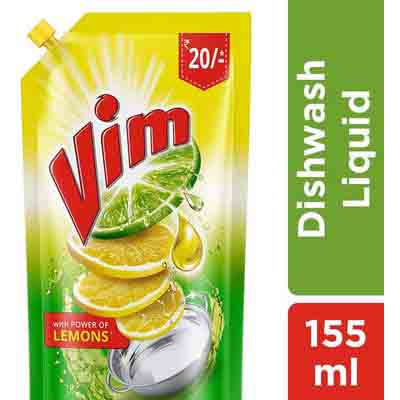 ₹ 20/-*
Vim
with POWER OF
LEMONS*
Dishwash
Liquid
155
ml